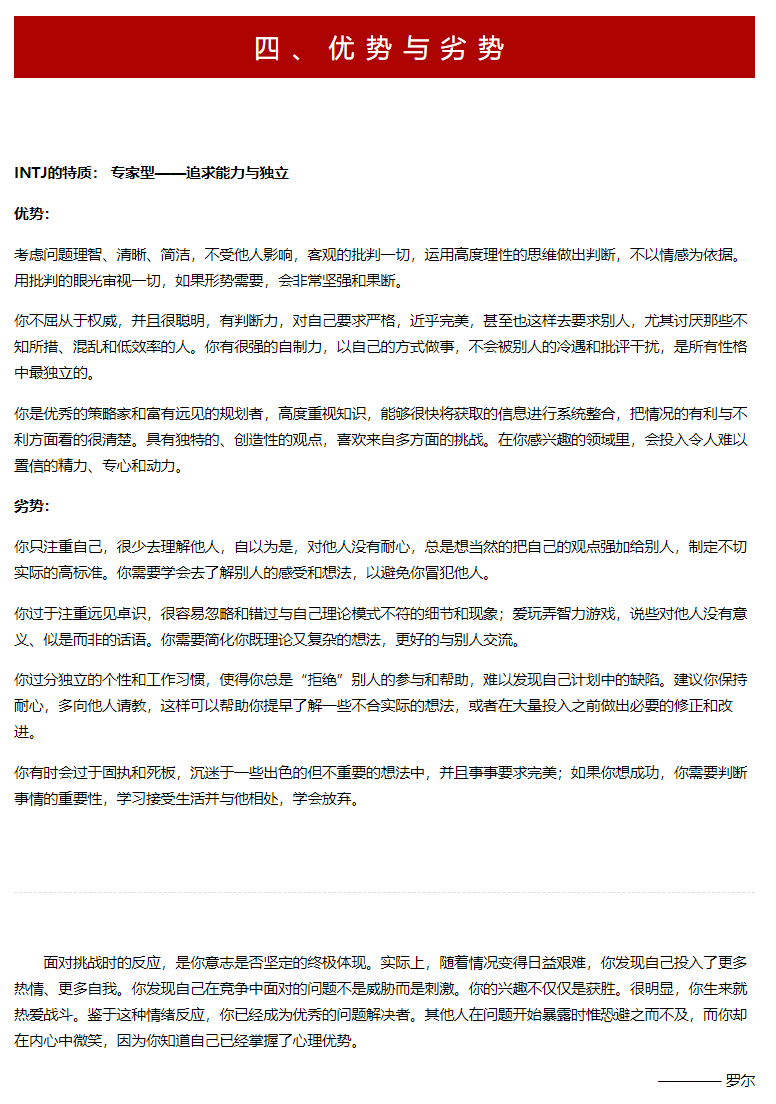 四、优势与劣势
INTJ的特质： 专家型——追求能力与独立
优势：
考虑问题理智、清晰、简洁，不受他人影响，客观的批判一切，运用高度理性的思维做出判断，不以情感为依据。
用批判的眼光审视一切，如果形势需要，会非常坚强和果断。
你不屈从于权威，并且很聪明，有判断力，对自己要求严格，近乎完美，甚至也这样去要求别人，尤其讨厌那些不
知所措、混乱和低效率的人。你有很强的自制力，以自己的方式做事，不会被别人的冷遇和批评干扰，是所有性格
中最独立的。
你是优秀的策略家和富有远见的规划者，高度重视知识，能够很快将获取的信息进行系统整合，把情况的有利与不
利方面看的很清楚。具有独特的、创造性的观点，喜欢来自多方面的挑战。在你感兴趣的领域里，会投入令人难以
置信的精力、专心和动力。
劣势：
你只注重自己，很少去理解他人，自以为是，对他人没有耐心，总是想当然的把自己的观点强加给别人，制定不切
实际的高标准。你需要学会去了解别人的感受和想法，以避免你冒犯他人。
你过于注重远见卓识，很容易忽略和错过与自己理论模式不符的细节和现象；爱玩弄智力游戏，说些对他人没有意
义、似是而非的话语。你需要简化你既理论又复杂的想法，更好的与别人交流。
你过分独立的个性和工作习惯，使得你总是“拒绝”别人的参与和帮助，难以发现自己计划中的缺陷。建议你保持
耐心，多向他人请教，这样可以帮助你提早了解一些不合实际的想法，或者在大量投入之前做出必要的修正和改
进。
你有时会过于固执和死板，沉迷于一些出色的但不重要的想法中，并且事事要求完美；如果你想成功，你需要判断
事情的重要性，学习接受生活并与他相处，学会放弃。
面对挑战时的反应，是你意志是否坚定的终极体现。实际上，随着情况变得日益艰难，你发现自己投入了更多
热情、更多自我。你发现自己在竞争中面对的问题不是威胁而是刺激。你的兴趣不仅仅是获胜。很明显，你生来就
热爱战斗。鉴于这种情绪反应，你已经成为优秀的问题解决者。其他人在问题开始暴露时惟恐避之而不及，而你却
在内心中微笑，因为你知道自己已经掌握了心理优势。
———— 罗尔